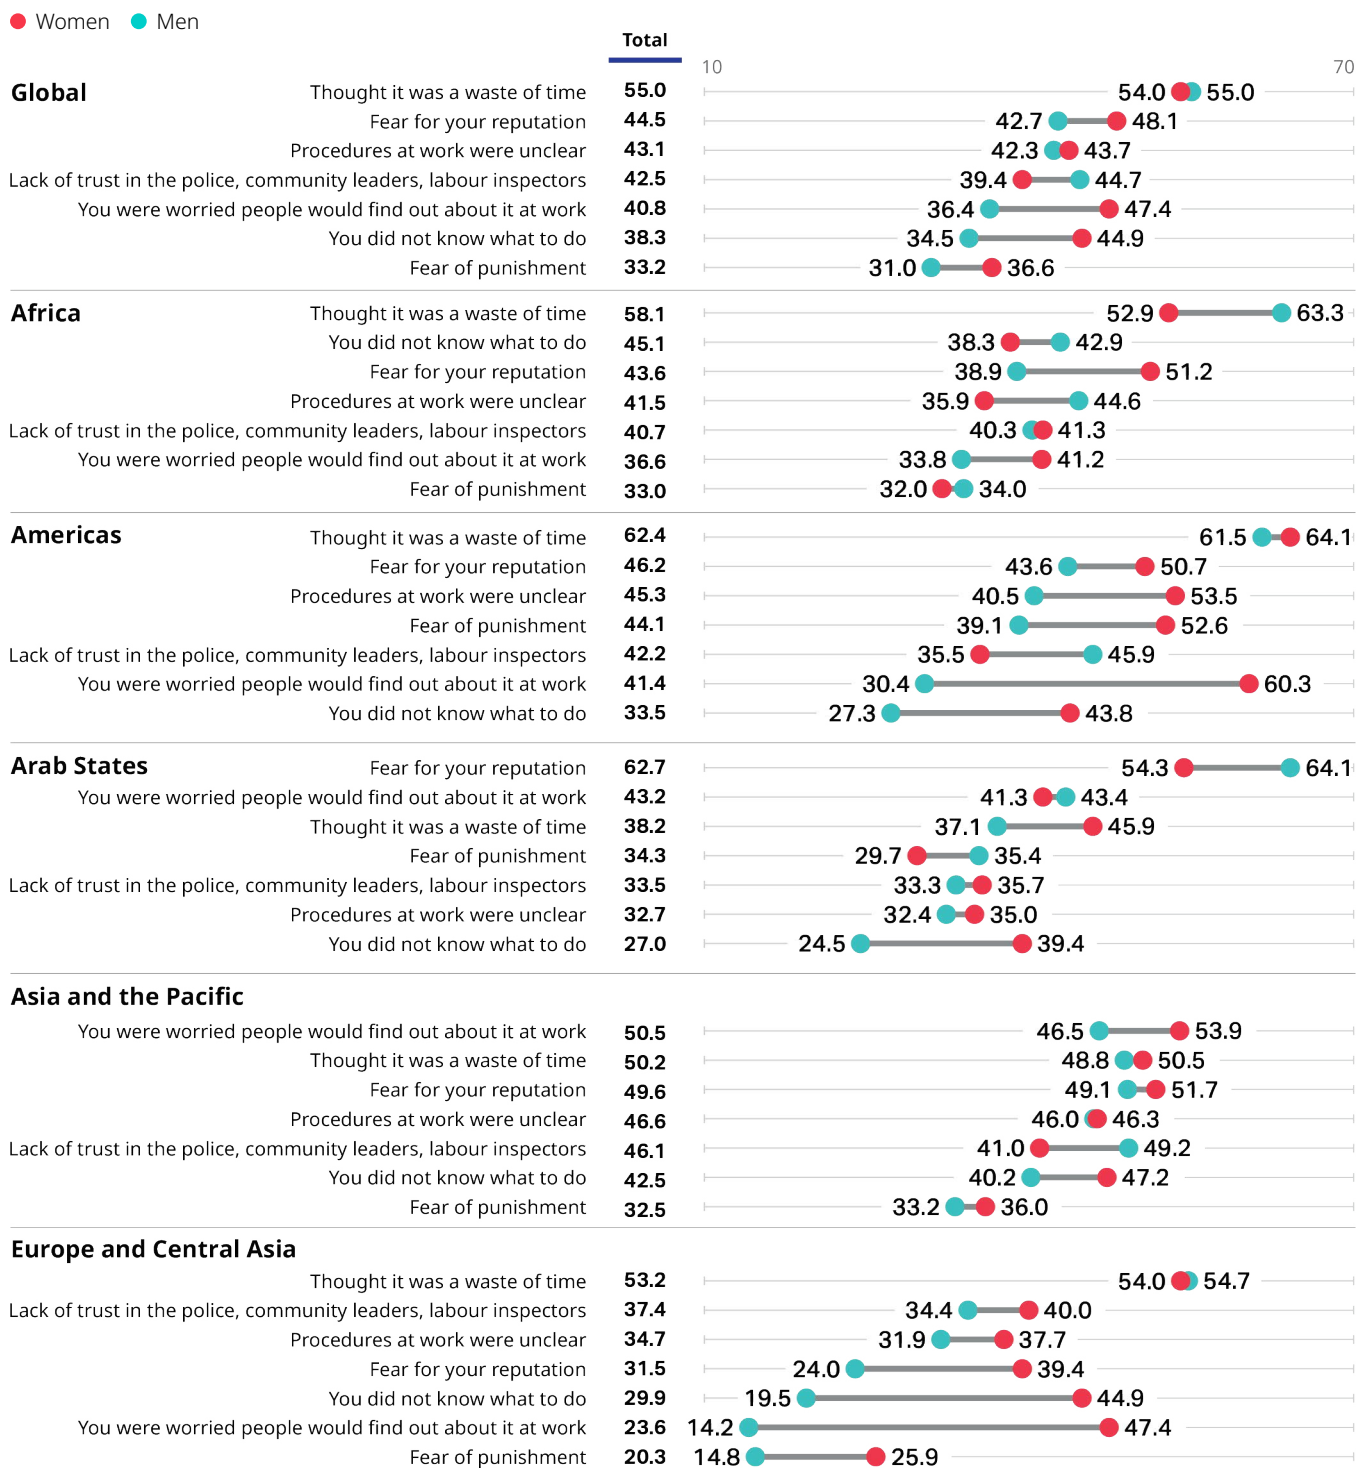 Women Men
Total
10 70
Global Thought it was a waste of time 55.0 54.0 55.0
Fear for your reputation 44.5 42.7 48.1
Procedures at work were unclear 43.1 42.3 43.7
Lack of trust in the police, community leaders, labour inspectors 42.5 39.4 44.7
You were worried people would find out about it at work 40.8 36.4 47.4
You did not know what to do 38.3 34.5 44.9
Fear of punishment 33.2 31.0 36.6
Africa Thought it was a waste of time 58.1 52.9 63.3
You did not know what to do 45.1 38.3 42.9
Fear for your reputation 43.6 38.9 51.2
Procedures at work were unclear 41.5 35.9 44.6
Lack of trust in the police, community leaders, labour inspectors 40.7 40.3 41.3
You were worried people would find out about it at work 36.6 33.8 41.2
Fear of punishment 33.0 32.0 34.0
Americas Thought it was a waste of time 62.4 61.5 64.1
Fear for your reputation 46.2 43.6 50.7
Procedures at work were unclear 45.3 40.5 53.5
Fear of punishment 44.1 39.1 52.6
Lack of trust in the police, community leaders, labour inspectors 42.2 35.5 45.9
You were worried people would find out about it at work 41.4 30.4 60.3
You did not know what to do 33.5 27.3 43.8
Arab States Fear for your reputation 62.7 54.3 64.1
You were worried people would find out about it at work 43.2 41.3 43.4
Thought it was a waste of time 38.2 37.1 45.9
Fear of punishment 34.3 29.7 35.4
Lack of trust in the police, community leaders, labour inspectors 33.5 33.3 35.7
Procedures at work were unclear 32.7 32.4 35.0
You did not know what to do 27.0 24.5 39.4
Asia and the Pacific
You were worried people would find out about it at work 50.5 46.5 53.9
Thought it was a waste of time 50.2 48.8 50.5
Fear for your reputation 49.6 49.1 51.7
Procedures at work were unclear 46.6 46.0 46.3
Lack of trust in the police, community leaders, labour inspectors 46.1 41.0 49.2
You did not know what to do 42.5 40.2 47.2
Fear of punishment 32.5 33.2 36.0
Europe and Central Asia
Thought it was a waste of time 53.2 54.0 54.7
Lack of trust in the police, community leaders, labour inspectors 37.4 34.4 40.0
Procedures at work were unclear 34.7 31.9 37.7
Fear for your reputation 31.5 24.0 39.4
You did not know what to do 29.9 19.5 44.9
You were worried people would find out about it at work 23.6 14.2 47.4
Fear of punishment 20.3 14.8 25.9